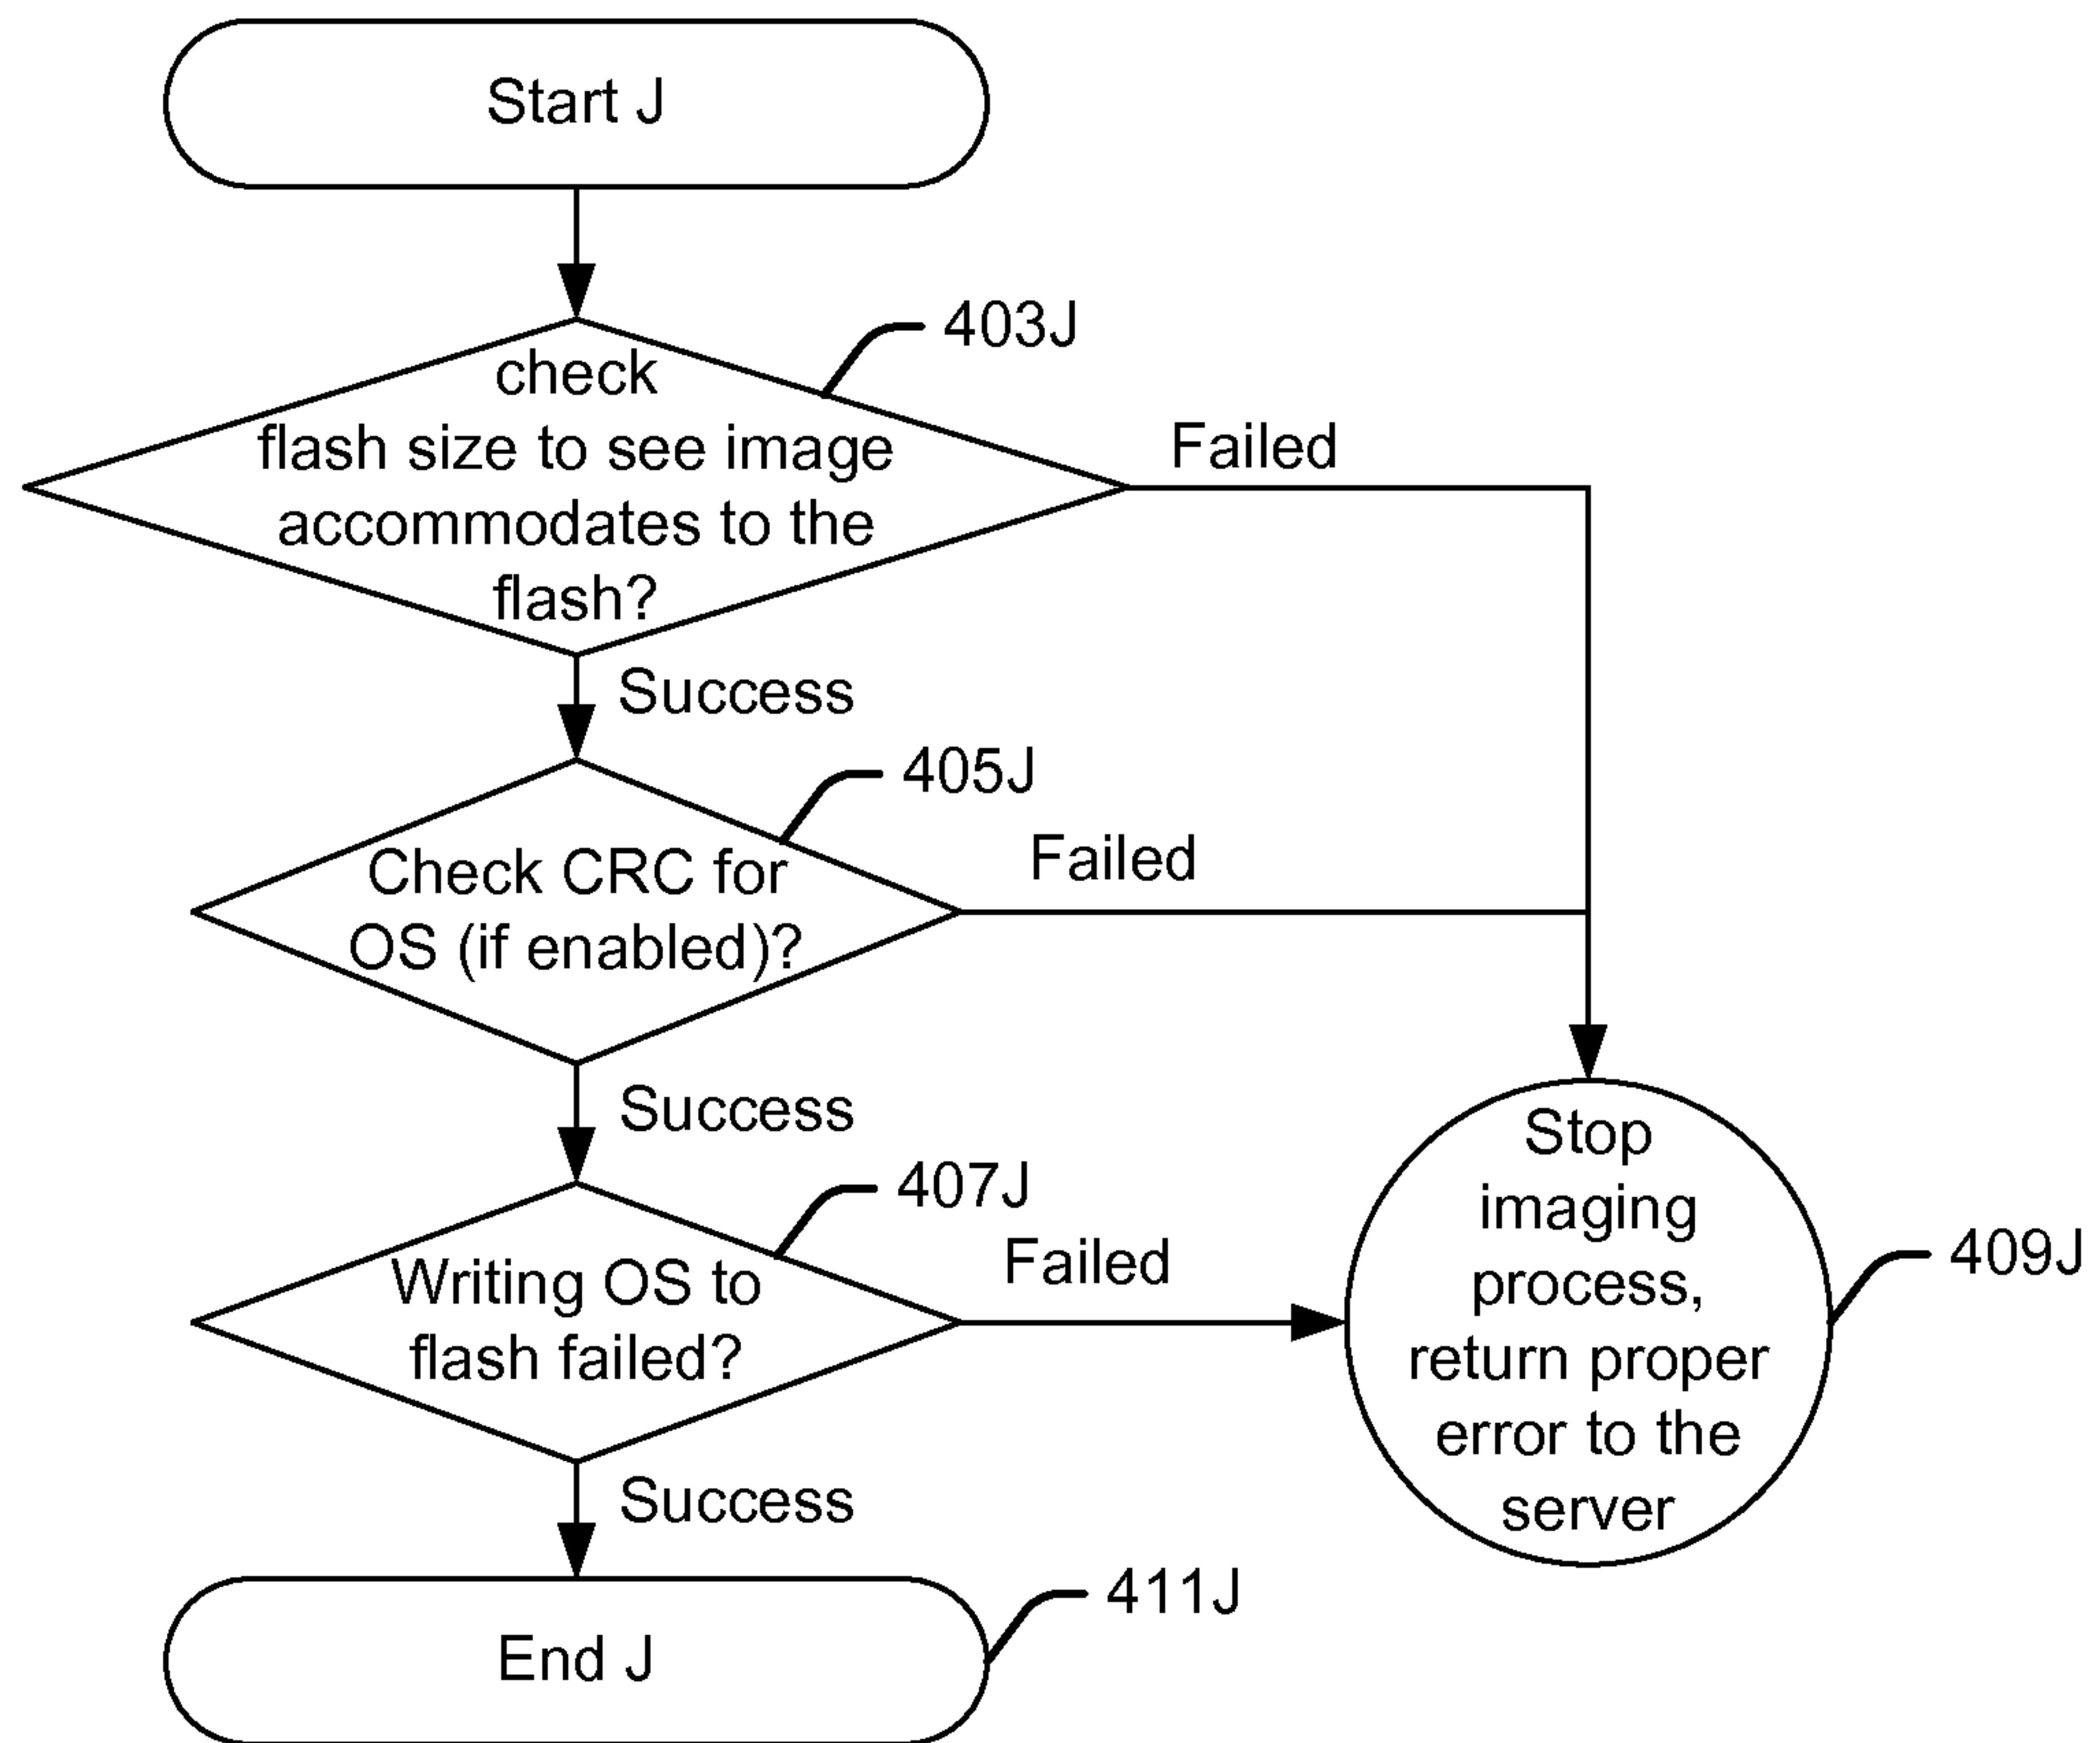 Start J
403J
check
flash size to see image
accommodates to the
flash?
Failed
Success
405J
Check CRC for
OS (if enabled)?
Failed
Success
407J
Writing OS to
flash failed?
Failed
Stop
imaging
process,
return proper
error to the
server
409J
Success
411J
End J